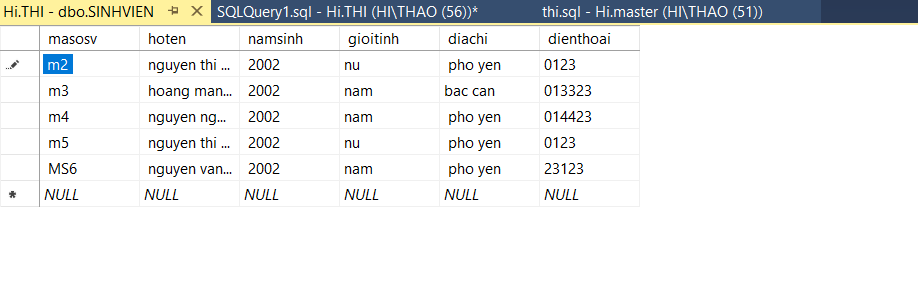 Hi.THI - dbo.SINHVIEN SQLQuery1.sql - Hi.THI (HI\THAO (56))* thi.sql - Hi.master (HI\THAO (51))
masosv hoten namsinh gioitinh diachi dienthoai
m2 nguyen thi ... 2002 nu pho yen 0123
m3 hoang man... 2002 nam bac can 013323
m4 nguyen ng... 2002 nam pho yen 014423
m5 nguyen thi ... 2002 nu pho yen 0123
MS6 nguyen van... 2002 nam pho yen 23123
NULL NULL NULL NULL NULL NULL